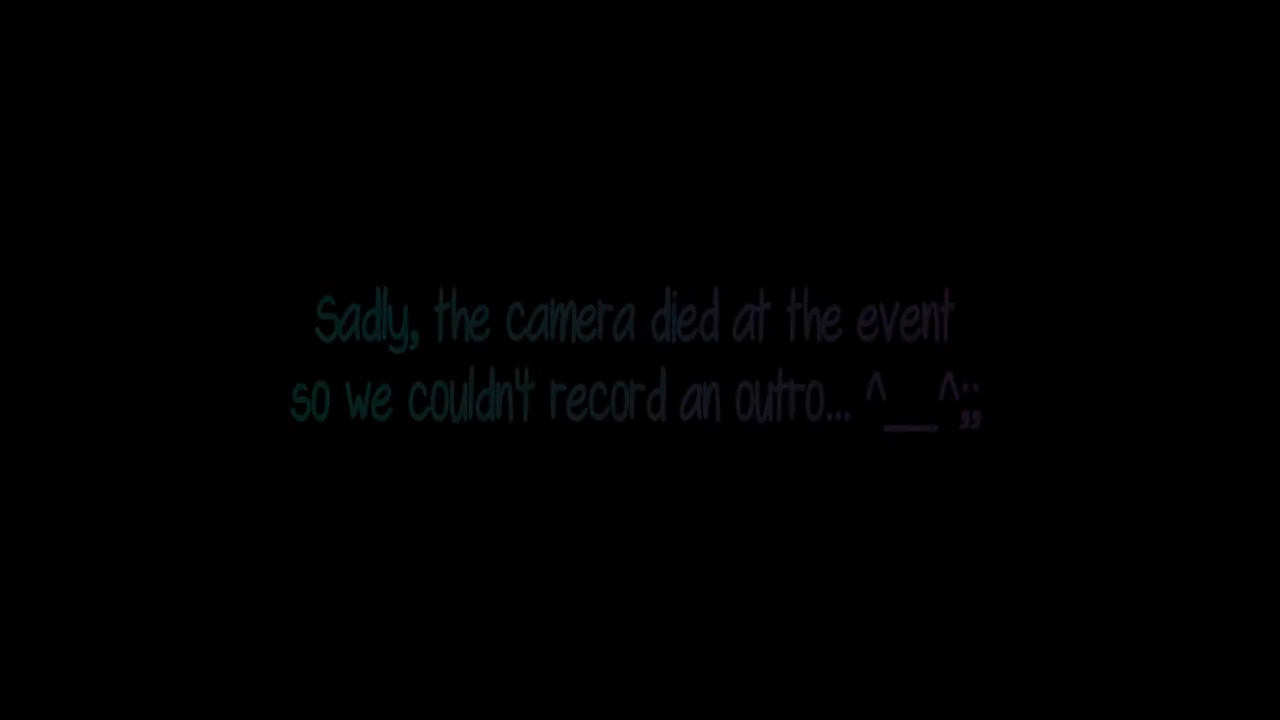 Sadly, the camera died at the event
so we couldn't record an outro... ^__^;;